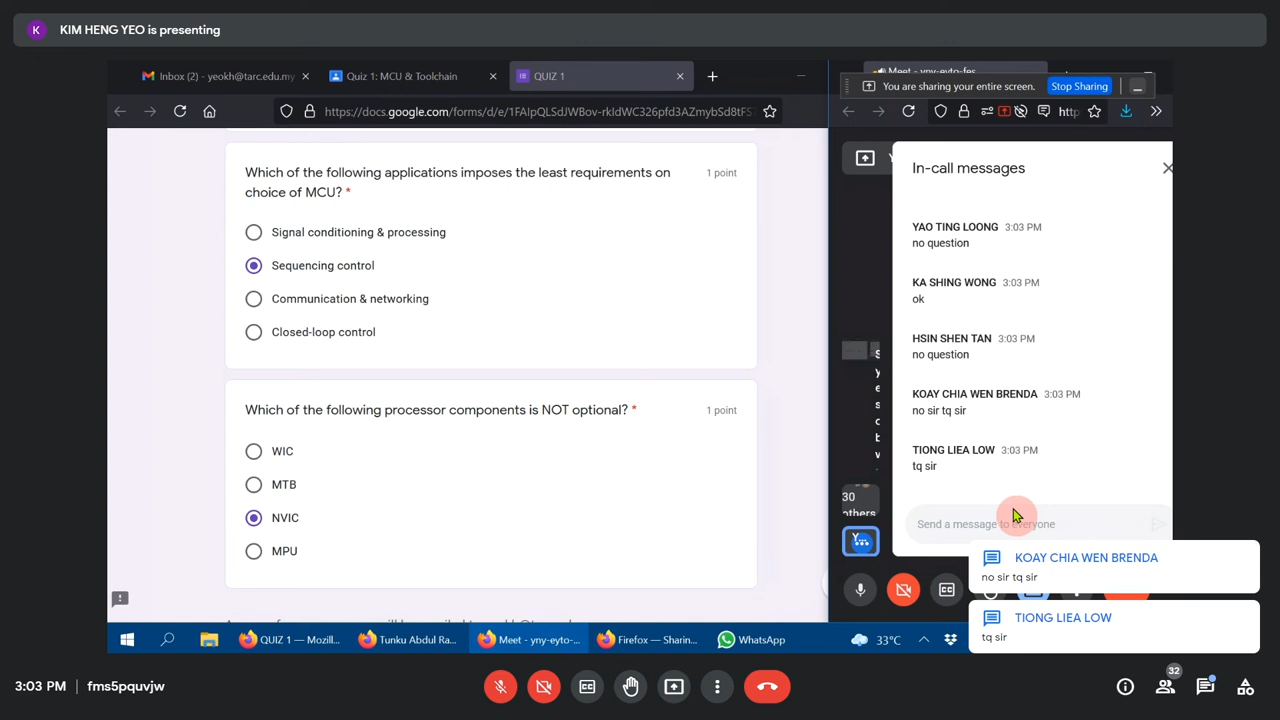 K KIM HENG YEO is presenting
Inbox (2) - yeokh@tarc.edu.my
Quiz 1: MCU & Toolchain
QUIZ 1
https://docs.google.com/forms/d/e/1FAIpQLSdJWBov-rkIdWC326pfd3AZmybSd8tFS
Which of the following applications imposes the least requirements on
choice of MCU? *
1 point
Signal conditioning & processing
Sequencing control
Communication & networking
Closed-loop control
Which of the following processor components is NOT optional? *
1 point
WIC
MTB
NVIC
MPU
Meet - yny-eyto-fes
You are sharing your entire screen.
Stop Sharing
http
In-call messages
YAO TING LOONG 3:03 PM
no question
KA SHING WONG 3:03 PM
ok
HSIN SHEN TAN 3:03 PM
no question
KOAY CHIA WEN BRENDA 3:03 PM
no sir tq sir
TIONG LIEA LOW 3:03 PM
tq sir
Send a message to everyone
30
others
KOAY CHIA WEN BRENDA
no sir tq sir
TIONG LIEA LOW
tq sir
QUIZ 1 — Mozill...
Tunku Abdul Ra...
Meet - yny-eyto-...
Firefox — Sharin...
WhatsApp
33°C
3:03 PM | fms5pquvjw
32